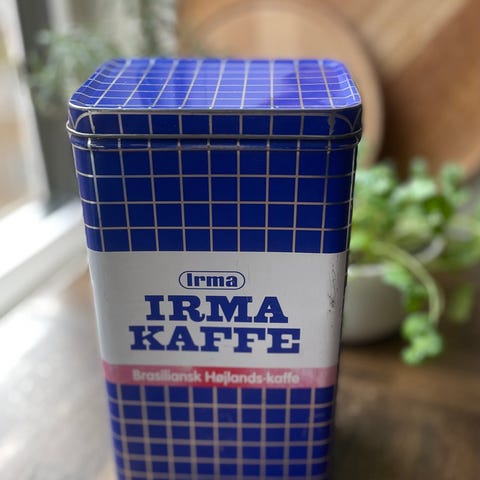 Irma
IRMA
KAFFE
Brasiliansk Højlands-kaffe